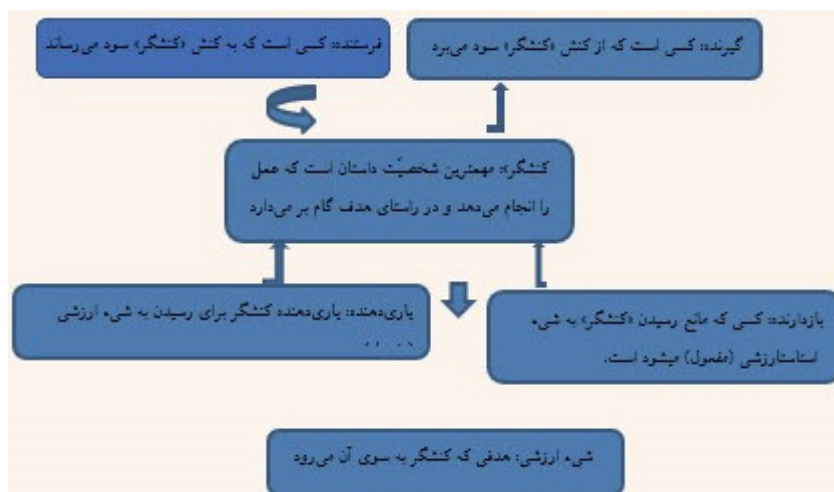 گیرنده: کسی است که از کنش «کنشگر» سود می‌برد
فرستنده: کسی است که به کنش «کنشگر» سود می‌رساند
کنشگر»: مهمترین شخصیّت داستان است که عمل
را انجام می‌دهد و در راستای هدف گام بر می‌دارد
بازدارنده: کسی که مانع رسیدن «کنشگر» به شیء
استاستارزشی (مفعول) میشود است.
یاری‌دهنده: یاری‌دهنده کنشگر برای رسیدن به شیء ارزشی
شیء ارزشی: هدفی که کنشگر به سوی آن می‌رود